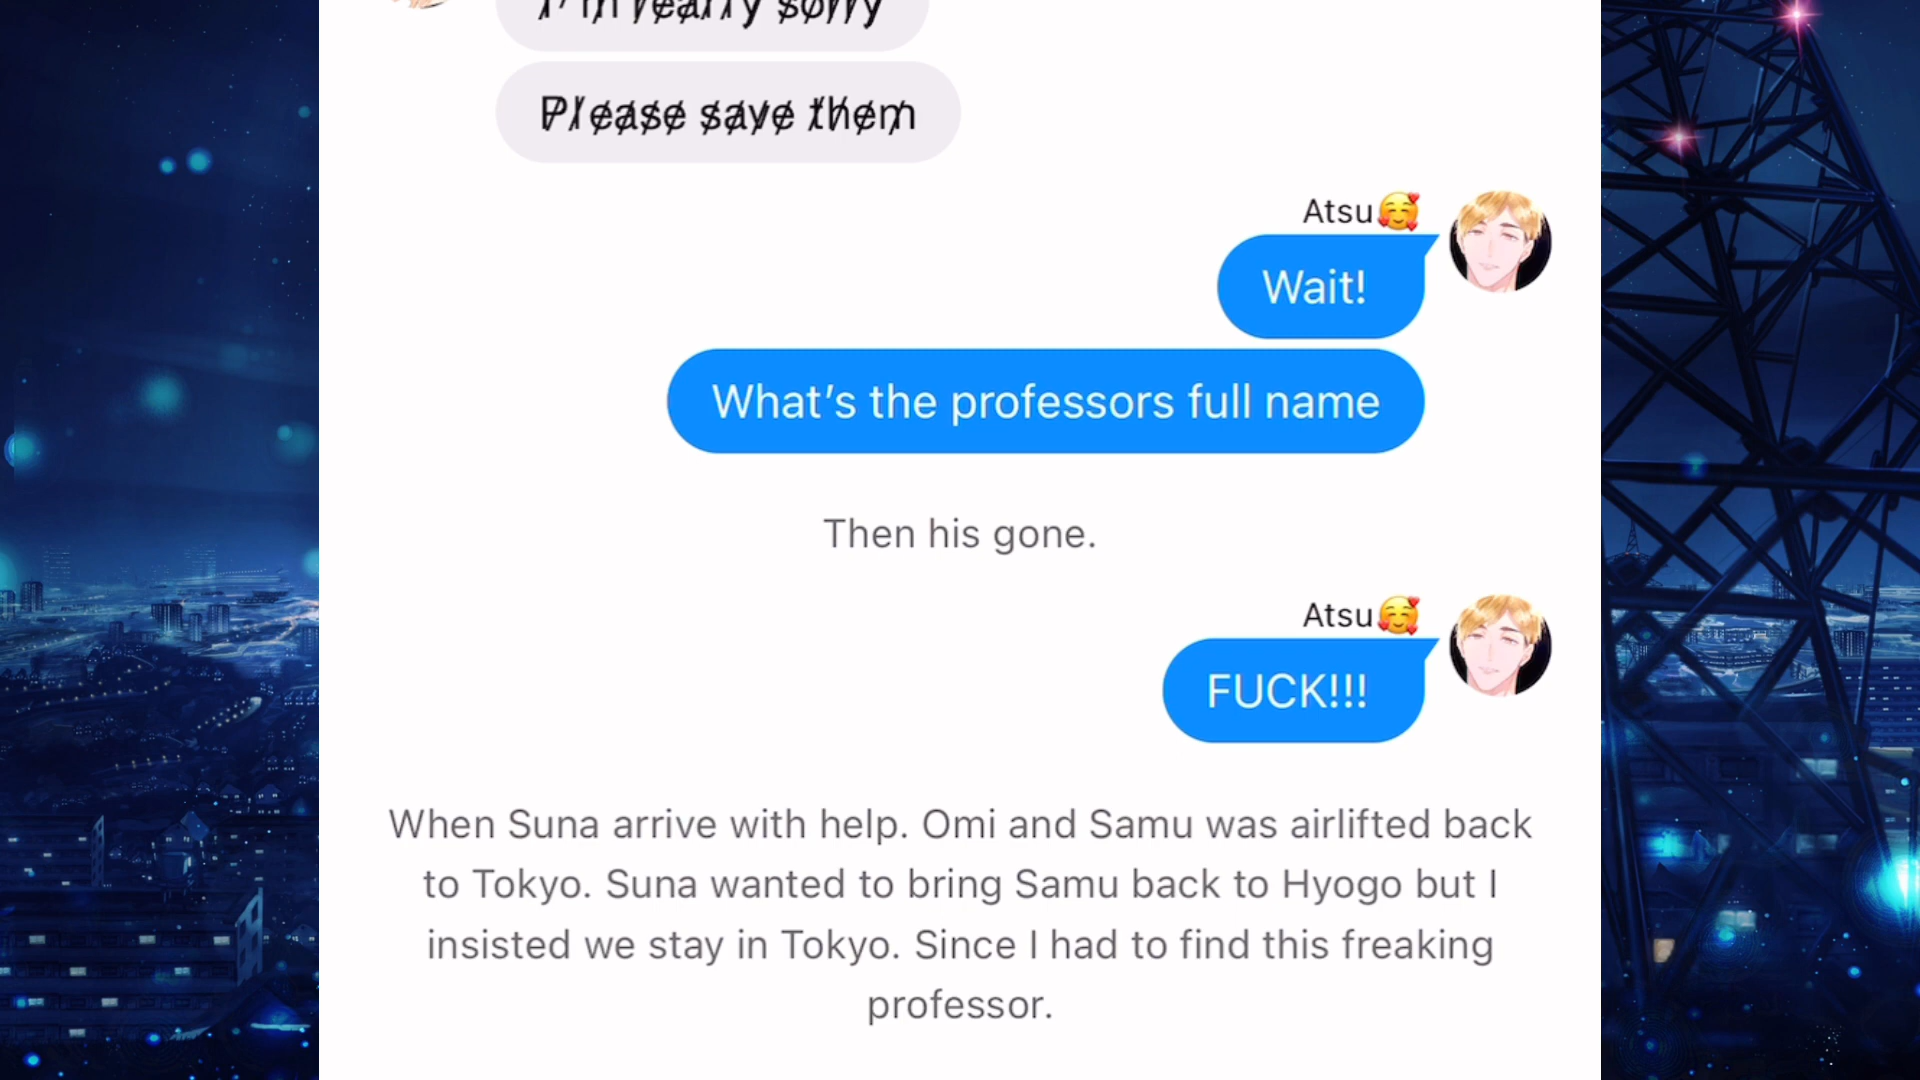 I'm really sorry
Please save them
Atsu🥰
Wait!
What's the professors full name
Then his gone.
Atsu🥰
FUCK!!!
When Suna arrive with help. Omi and Samu was airlifted back
to Tokyo. Suna wanted to bring Samu back to Hyogo but I
insisted we stay in Tokyo. Since I had to find this freaking
professor.